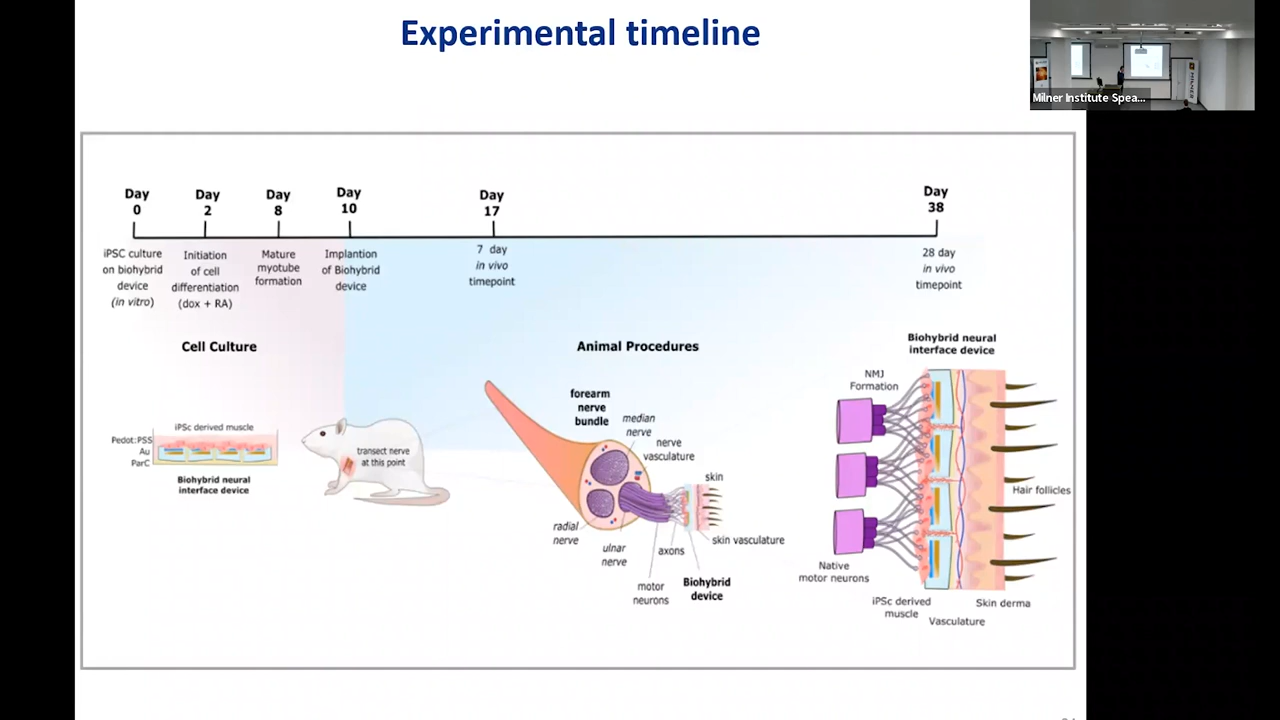 Experimental timeline
Milner Institute Spea...
Day
0
Day
2
Day
8
Day
10
Day
17
Day
38
iPSC culture
on biohybrid
device
(in vitro)
Initiation
of cell
differentiation
(dox + RA)
Mature
myotube
formation
Implantion
of Biohybrid
device
7 day
in vivo
timepoint
28 day
in vivo
timepoint
Cell Culture
Animal Procedures
iPSc derived muscle
Pedot:PSS
Au
ParC
Biohybrid neural
interface device
transect nerve
at this point
forearm
nerve
bundle
median
nerve
nerve
vasculature
skin
radial
nerve
ulnar
nerve
axons
skin vasculature
motor
neurons
Biohybrid
device
Biohybrid neural
interface device
NMJ
Formation
Hair follicles
Native
motor neurons
iPSc derived
muscle
Skin derma
Vasculature